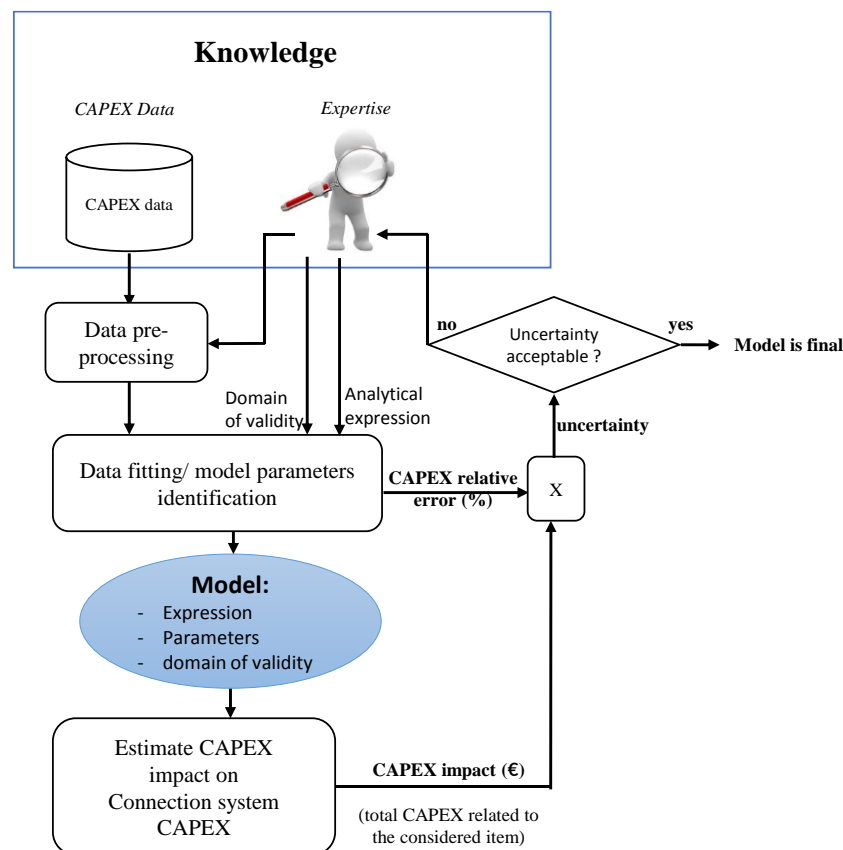 Knowledge
CAPEX Data
Expertise
CAPEX data
Data pre-
processing
no
Uncertainty
acceptable ?
yes
Model is final
Domain
of validity
Analytical
expression
uncertainty
Data fitting/ model parameters
identification
CAPEX relative
error (%)
X
Model:
- Expression
- Parameters
- domain of validity
Estimate CAPEX
impact on
Connection system
CAPEX
CAPEX impact (€)
(total CAPEX related to
the considered item)